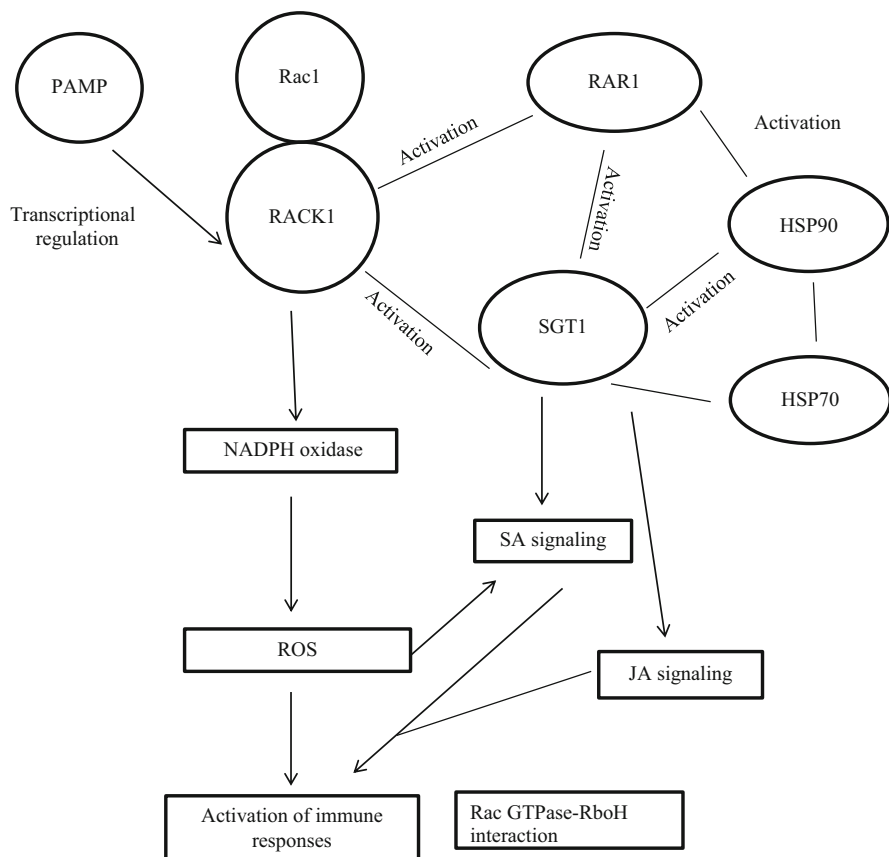 PAMP
Rac1
RAR1
Activation
Activation
RACK1
Transcriptional
regulation
Activation
HSP90
Activation
Activation
SGT1
HSP70
NADPH oxidase
SA signaling
ROS
JA signaling
Activation of immune
responses
Rac GTPase-RboH
interaction